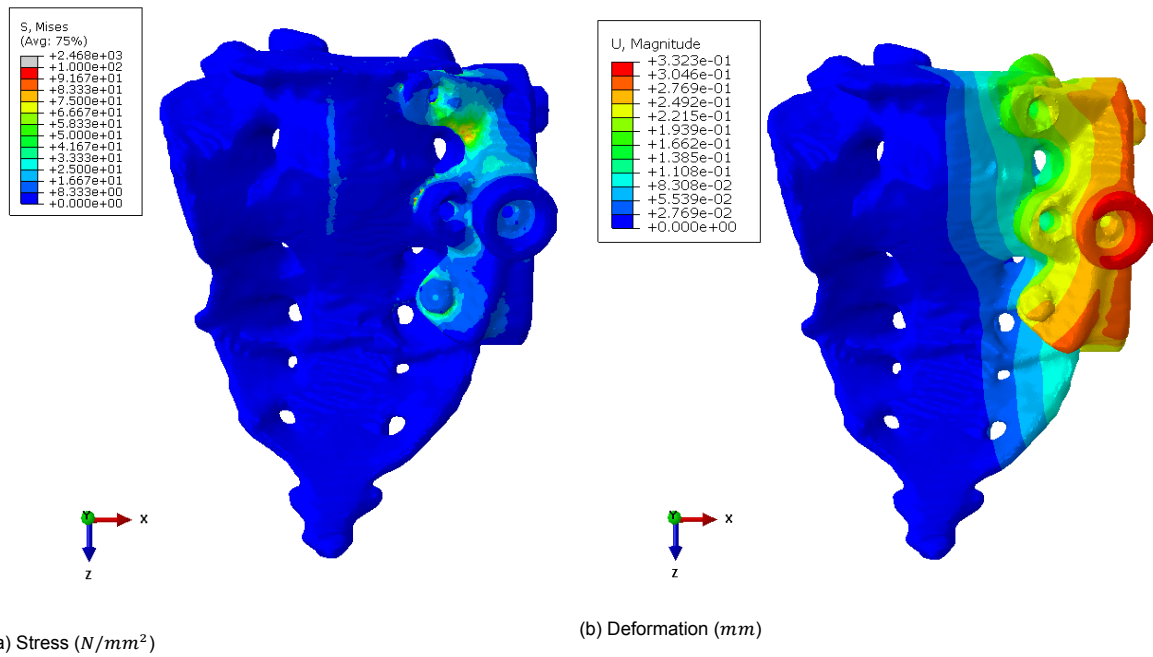 S, Mises
(Avg: 75%)
+2.468e+03
+1.000e+02
+9.167e+01
+8.333e+01
+7.500e+01
+6.667e+01
+5.833e+01
+5.000e+01
+4.167e+01
+3.333e+01
+2.500e+01
+1.667e+01
+8.333e+00
+0.000e+00
Y
X
Z
a) Stress (N/mm²)
U, Magnitude
+3.323e-01
+3.046e-01
+2.769e-01
+2.492e-01
+2.215e-01
+1.939e-01
+1.662e-01
+1.385e-01
+1.108e-01
+8.308e-02
+5.539e-02
+2.769e-02
+0.000e+00
Y
X
Z
(b) Deformation (mm)